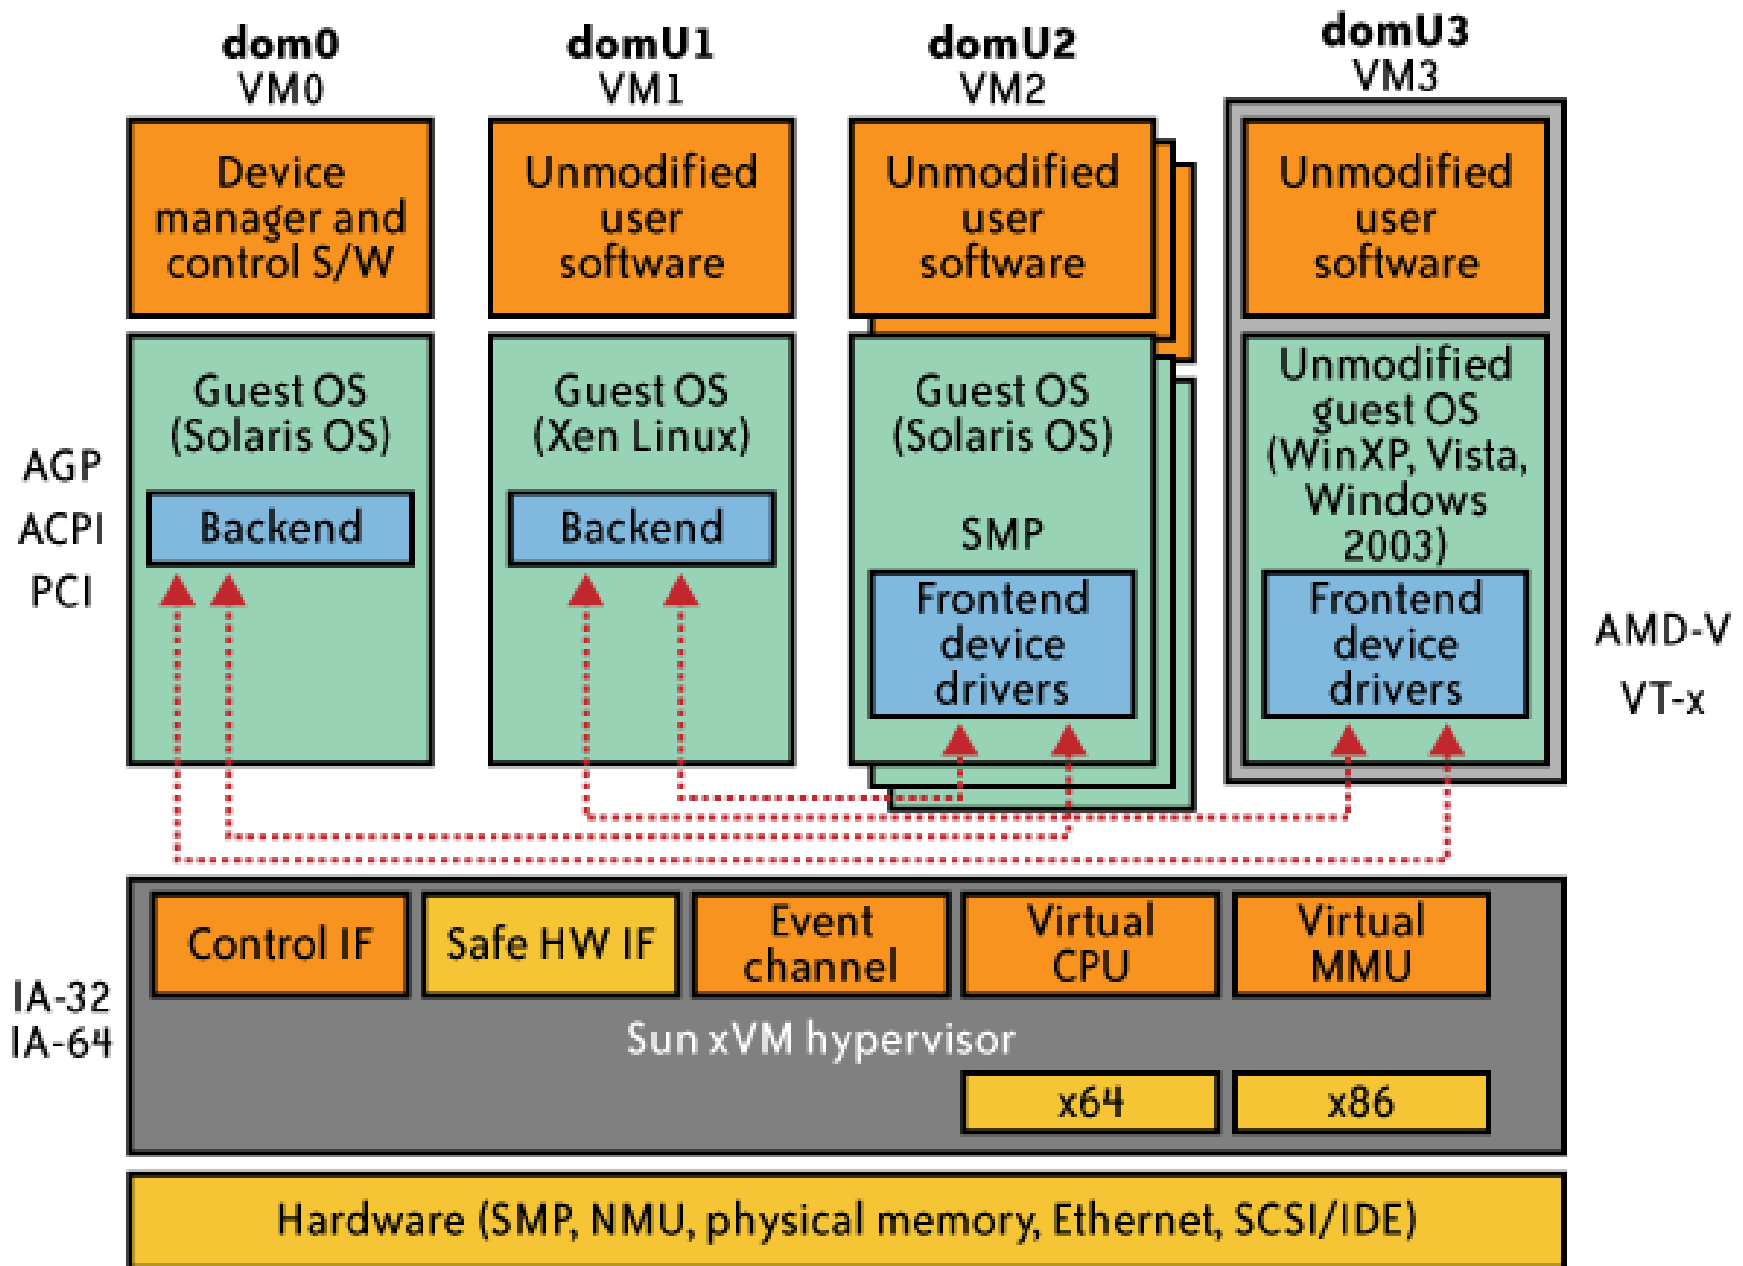 dom0
VM0
domU1
VM1
domU2
VM2
domU3
VM3
Device
manager and
control S/W
Unmodified
user
software
Unmodified
user
software
Unmodified
user
software
Guest OS
(Solaris OS)
Backend
Guest OS
(Xen Linux)
Backend
Guest OS
(Solaris OS)
SMP
Frontend
device
drivers
Unmodified
guest OS
(WinXP, Vista,
Windows
2003)
Frontend
device
drivers
AGP
ACPI
PCI
AMD-V
VT-x
Control IF
Safe HW IF
Event
channel
Virtual
CPU
Virtual
MMU
IA-32
IA-64
Sun xVM hypervisor
x64
x86
Hardware (SMP, NMU, physical memory, Ethernet, SCSI/IDE)